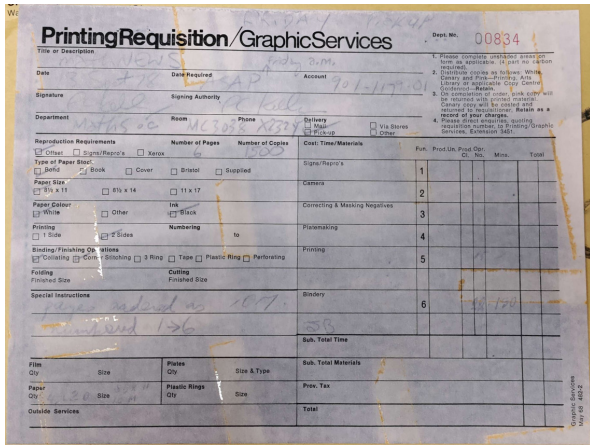 FRIDAY PICKUP
Printing Requisition/Graphic Services
Dept. No. 00834
Title or Description
NEWS
Date
Date Required
Account
Signature
Signing Authority
Department
Room
Phone
Delivery
Mail
Via Stores
Pick-up
Other
1. Please complete unshaded areas on form as applicable. (4 part no carbon required).
2. Distribute copies as follows: White, Canary and Pink—Printing, Arts Library or applicable Copy Centre Goldenrod—Retain.
3. On completion of order, pink copy will be returned with printed material. Canary copy will be costed and returned to requisitioner. Retain as a record of your charges.
4. Please direct enquiries, quoting requisition number, to Printing/Graphic Services, Extension 3451.
Reproduction Requirements
Number of Pages
Number of Copies
Offset
Signs/Repro's
Xerox
6
1500
Type of Paper Stock
Bond
Book
Cover
Bristol
Supplied
Paper Size
8½ x 11
8½ x 14
11 x 17
Paper Colour
White
Other
Ink
Black
Printing
1 Side
2 Sides
Numbering
to
Binding/Finishing Operations
Collating
Corner Stitching
3 Ring
Tape
Plastic Ring
Perforating
Folding
Finished Size
Cutting
Finished Size
Special Instructions
pages
numbered 1→6
Film
Qty
Size
Plates
Qty
Size & Type
Paper
Qty
Size
Plastic Rings
Qty
Size
Outside Services
Cost: Time/Materials
Fun.
Prod. Un.
Prod. Cl.
Opr. No.
Mins.
Total
Signs/Repro's
1
Camera
2
Correcting & Masking Negatives
3
Platemaking
4
Printing
5
Bindery
6
Sub. Total Time
Sub. Total Materials
Prov. Tax
Total
Graphic Services
May 68 482-2